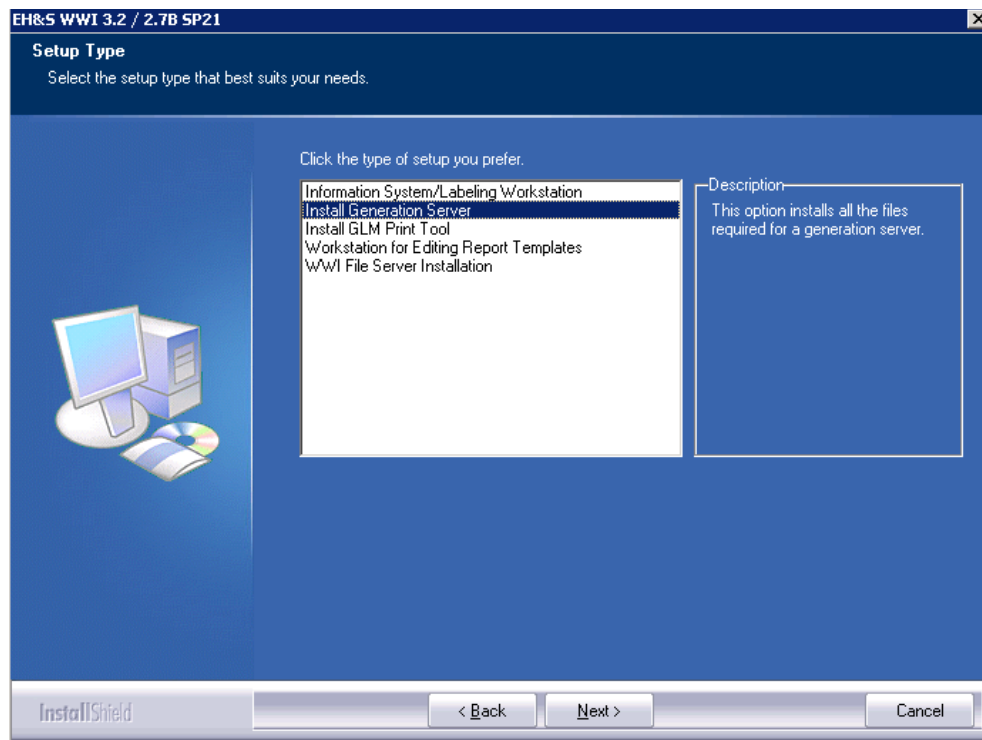 EH&S WWI 3.2 / 2.7B SP21
Setup Type
Select the setup type that best suits your needs.
Click the type of setup you prefer.
Information System/Labeling Workstation
Install Generation Server
Install GLM Print Tool
Workstation for Editing Report Templates
WWI File Server Installation
Description
This option installs all the files
required for a generation server.
InstallShield
< Back
Next >
Cancel